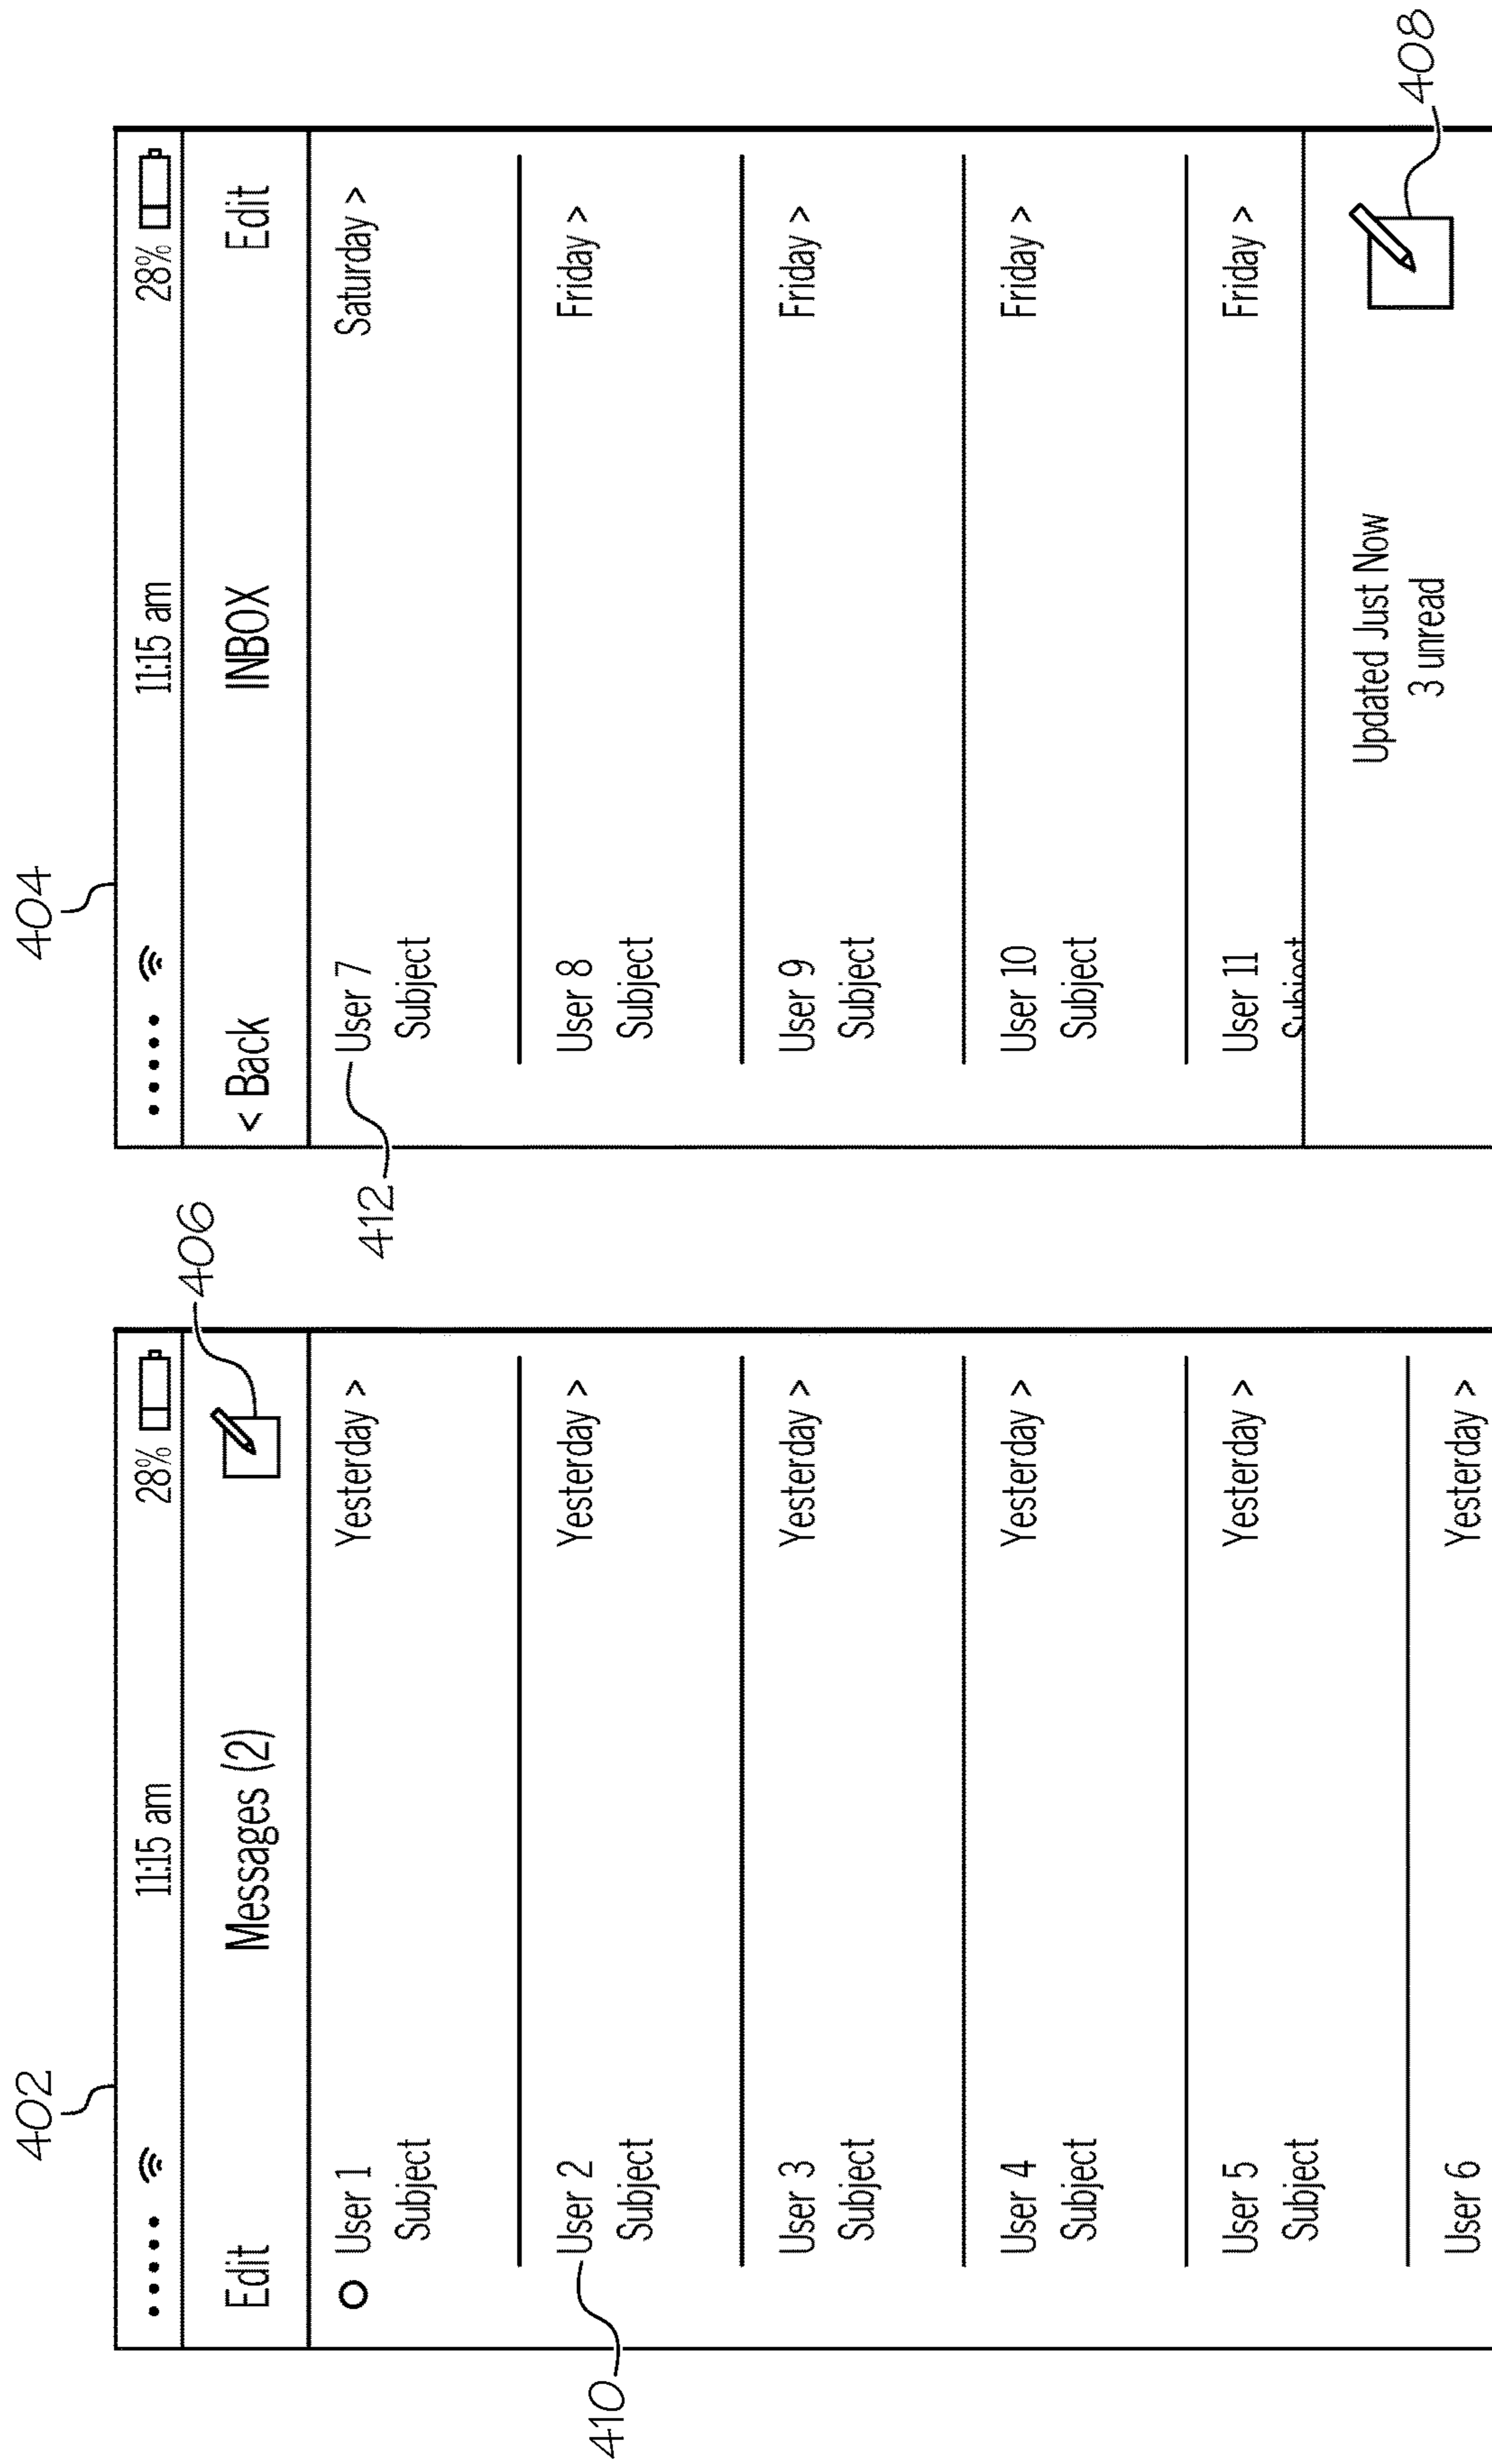 402
11:15 am 28%
Edit Messages (2)
406
User 1 Yesterday >
Subject
410
User 2 Yesterday >
Subject
User 3 Yesterday >
Subject
User 4 Yesterday >
Subject
User 5 Yesterday >
Subject
User 6 Yesterday >
404
11:15 am 28%
< Back INBOX Edit
412
User 7 Saturday >
Subject
User 8 Friday >
Subject
User 9 Friday >
Subject
User 10 Friday >
Subject
User 11 Friday >
Subject
Updated Just Now
3 unread
408